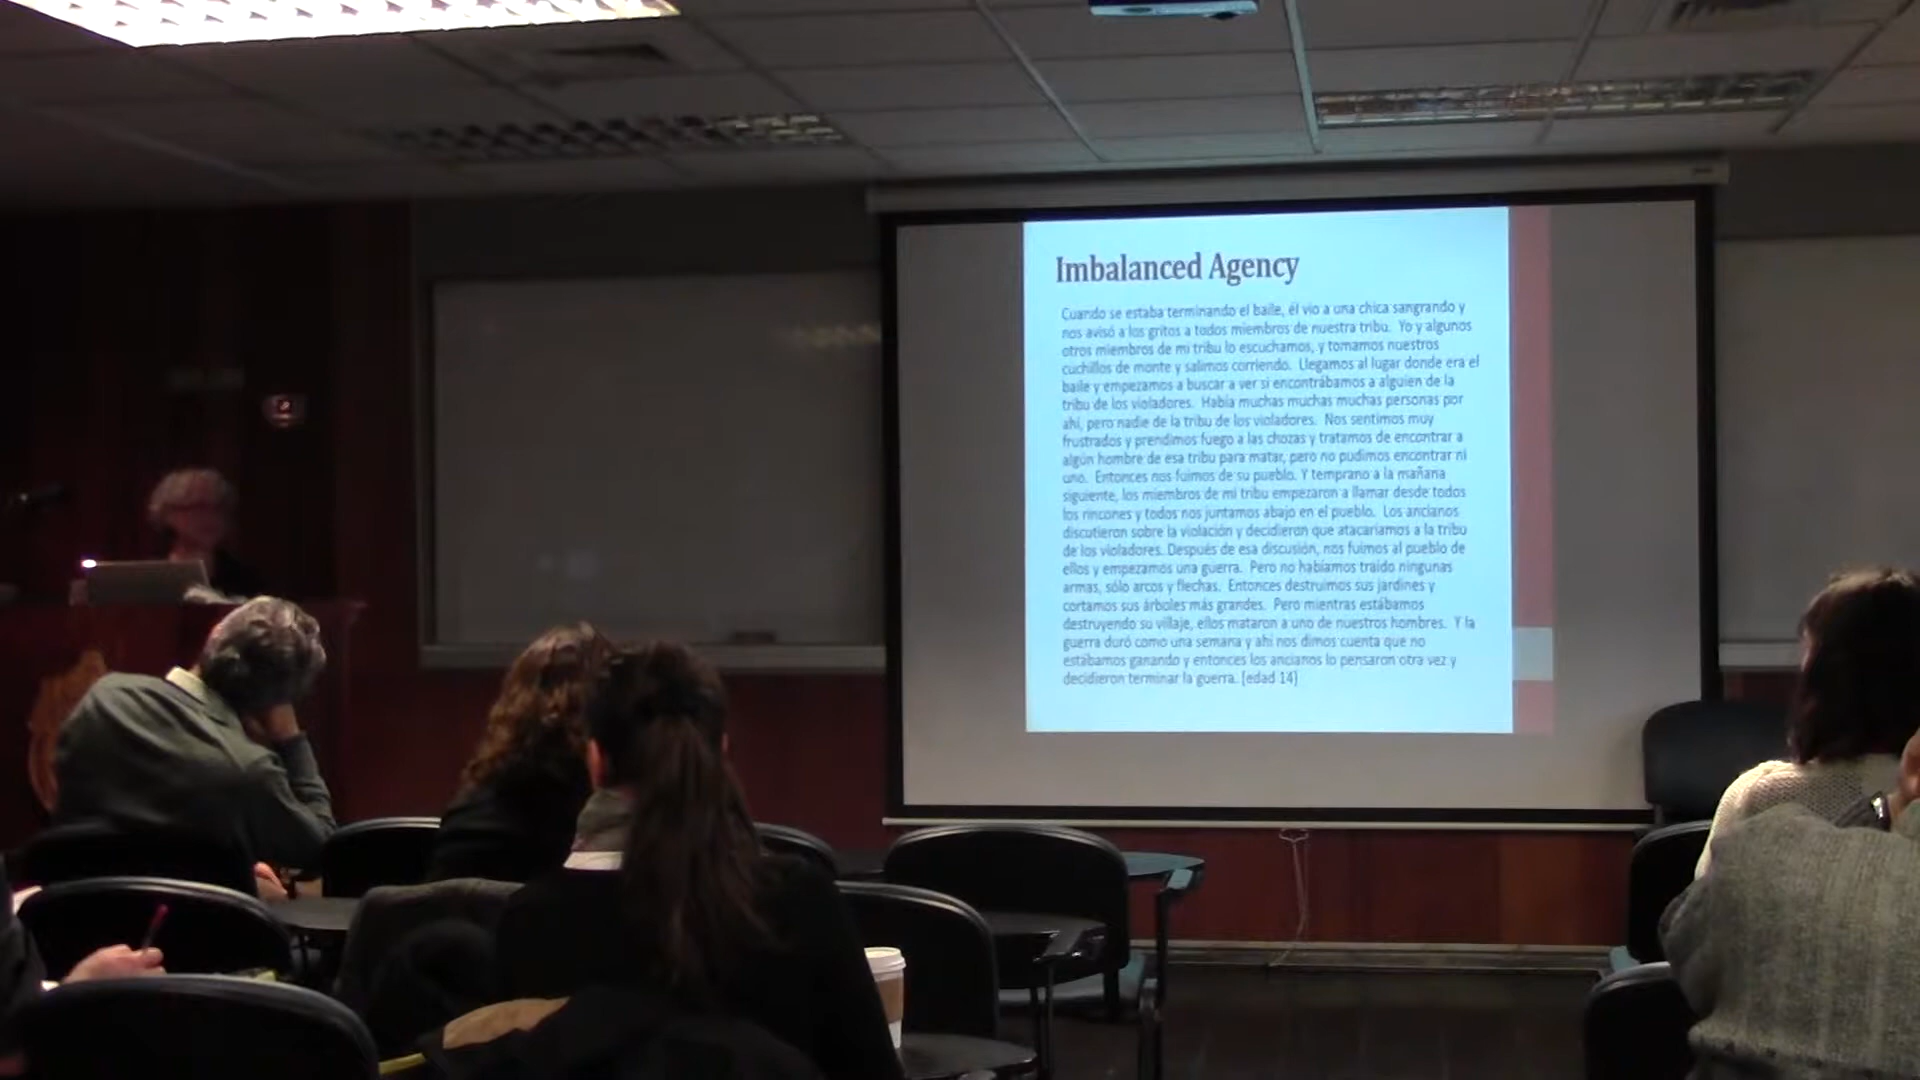 Imbalanced Agency
Cuando se estaba terminando el baile, él vio a una chica sangrando y
nos avisó a los gritos a todos miembros de nuestra tribu. Yo y algunos
otros miembros de mi tribu lo escuchamos, y tomamos nuestros
cuchillos de monte y salimos corriendo. Llegamos al lugar donde era el
baile y empezamos a buscar a ver si encontrábamos a alguien de la
tribu de los violadores. Había muchas muchas muchas personas por
ahí, pero nadie de la tribu de los violadores. Nos sentimos muy
frustrados y prendimos fuego a las chozas y tratamos de encontrar a
algún hombre de esa tribu para matar, pero no pudimos encontrar ni
uno. Entonces nos fuimos de su pueblo. Y temprano a la mañana
siguiente, los miembros de mi tribu empezaron a llamar desde todos
los rincones y todos nos juntamos abajo en el pueblo. Los ancianos
discutieron sobre la violación y decidieron que atacaríamos a la tribu
de los violadores. Después de esa discusión, nos fuimos al pueblo de
ellos y empezamos una guerra. Pero no habíamos traído ningunas
armas, sólo arcos y flechas. Entonces destruimos sus jardines y
cortamos sus árboles más grandes. Pero mientras estábamos
destruyendo su villaje, ellos mataron a uno de nuestros hombres. Y la
guerra duró como una semana y ahí nos dimos cuenta que no
estábamos ganando y entonces los ancianos lo pensaron otra vez y
decidieron terminar la guerra. [edad 14]